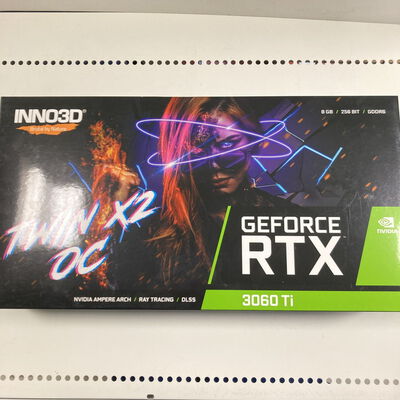 INNO3D®
Brutal by Nature
8 GB / 256 BIT / GDDR6
TWIN X2
OC
GEFORCE
RTX™
NVIDIA
NVIDIA AMPERE ARCH / RAY TRACING / DLSS
3060 Ti